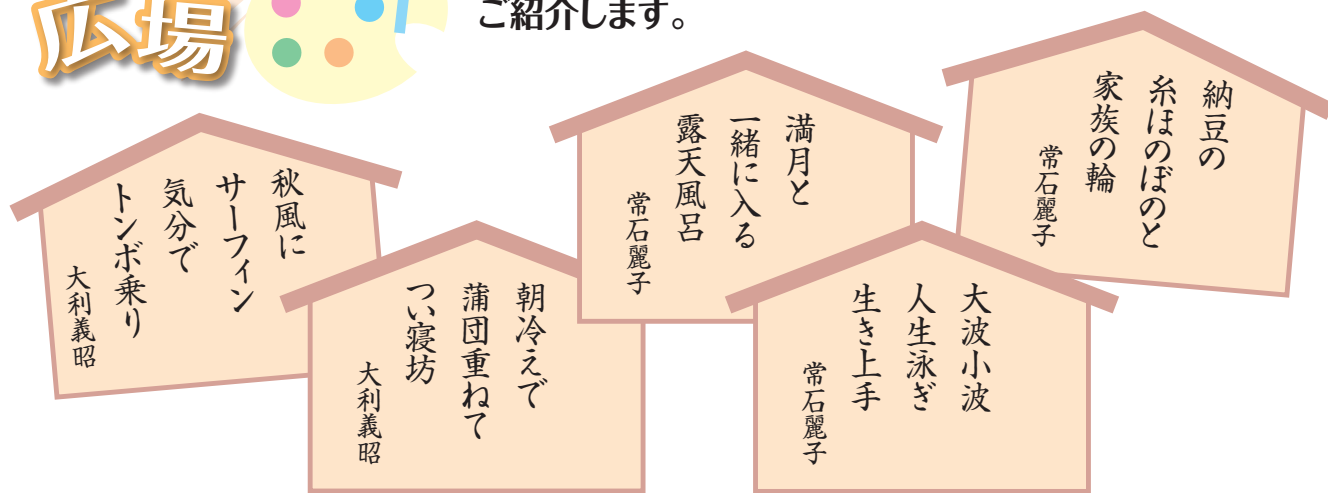 広場
ご紹介します。
納豆の
糸ほのぼのと
家族の輪
常石麗子
満月と
一緒に入る
露天風呂
常石麗子
大波小波
人生泳ぎ
生き上手
常石麗子
朝冷えで
蒲団重ねて
つい寝坊
大利義昭
秋風に
サーフィン
気分で
トンボ乗り
大利義昭